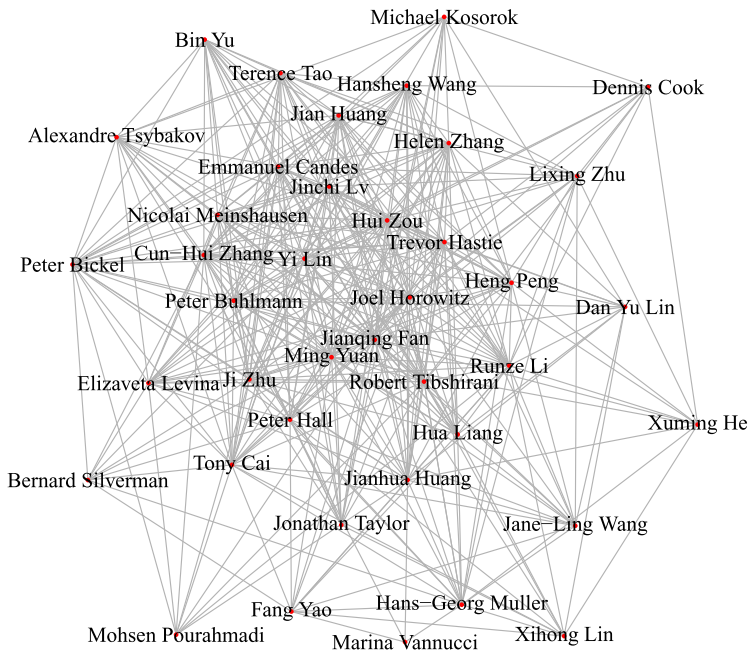 Michael Kosorok
Bin Yu
Terence Tao
Hansheng Wang
Dennis Cook
Jian Huang
Alexandre Tsybakov
Helen Zhang
Emmanuel Candes
Lixing Zhu
Jinchi Lv
Nicolai Meinshausen
Hui Zou
Trevor Hastie
Cun−Hui Zhang
Yi Lin
Peter Bickel
Heng Peng
Peter Buhlmann
Joel Horowitz
Dan Yu Lin
Jianqing Fan
Ming Yuan
Runze Li
Elizaveta Levina
Ji Zhu
Robert Tibshirani
Peter Hall
Hua Liang
Xuming He
Tony Cai
Bernard Silverman
Jianhua Huang
Jonathan Taylor
Jane−Ling Wang
Fang Yao
Hans−Georg Muller
Mohsen Pourahmadi
Marina Vannucci
Xihong Lin